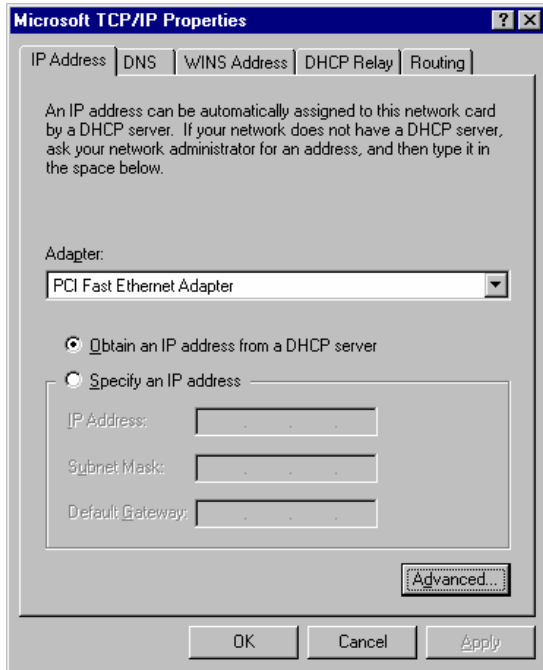 Microsoft TCP/IP Properties
IP Address DNS WINS Address DHCP Relay Routing
An IP address can be automatically assigned to this network card
by a DHCP server. If your network does not have a DHCP server,
ask your network administrator for an address, and then type it in
the space below.
Adapter:
PCI Fast Ethernet Adapter
Obtain an IP address from a DHCP server
Specify an IP address
IP Address:
Subnet Mask:
Default Gateway:
Advanced...
OK Cancel Apply